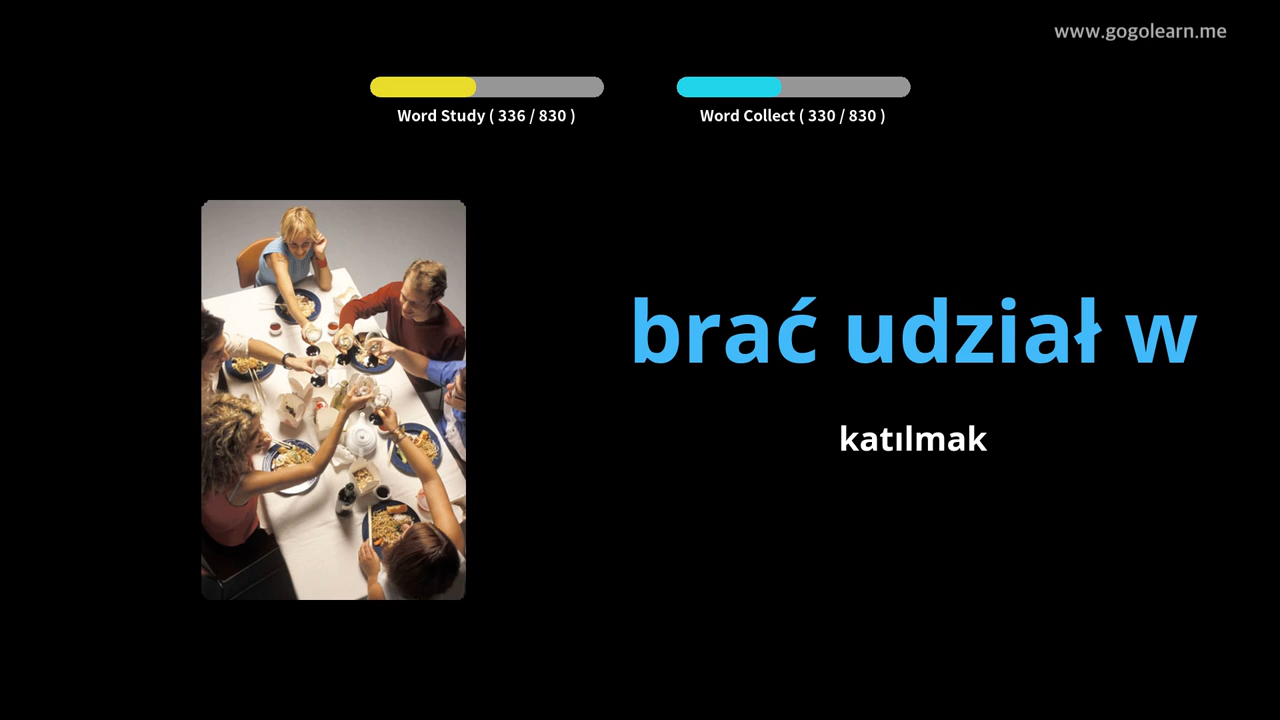 www.gogolearn.me
Word Study ( 336 / 830 )
Word Collect ( 330 / 830 )
brać udział w
katılmak